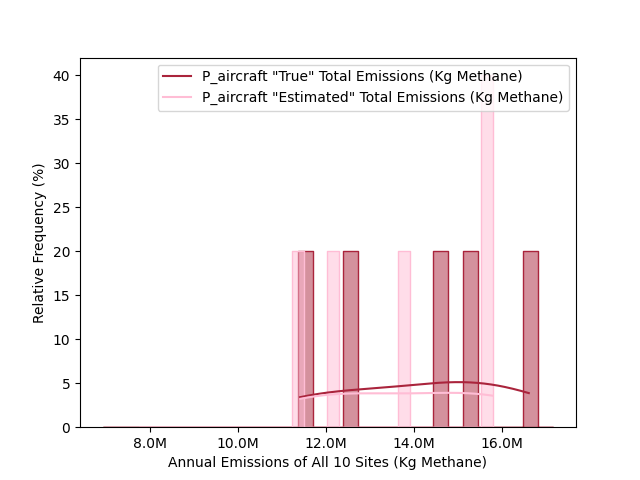 P_aircraft "True" Total Emissions (Kg Methane)
P_aircraft "Estimated" Total Emissions (Kg Methane)
40
35
30
25
20
15
10
5
0
Relative Frequency (%)
8.0M 10.0M 12.0M 14.0M 16.0M
Annual Emissions of All 10 Sites (Kg Methane)